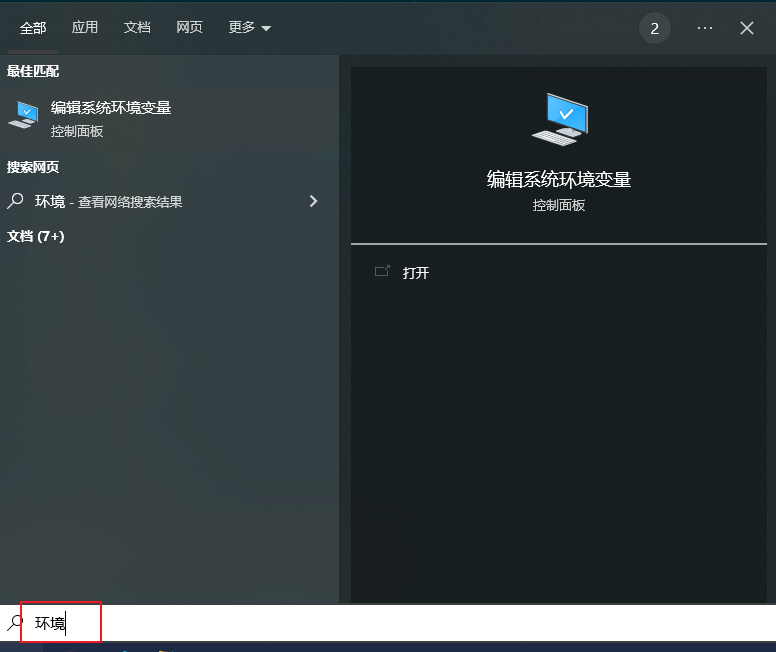 全部 应用 文档 网页 更多 2 ···
最佳匹配
编辑系统环境变量
控制面板
搜索网页
环境 - 查看网络搜索结果
文档 (7+)
编辑系统环境变量
控制面板
打开
环境